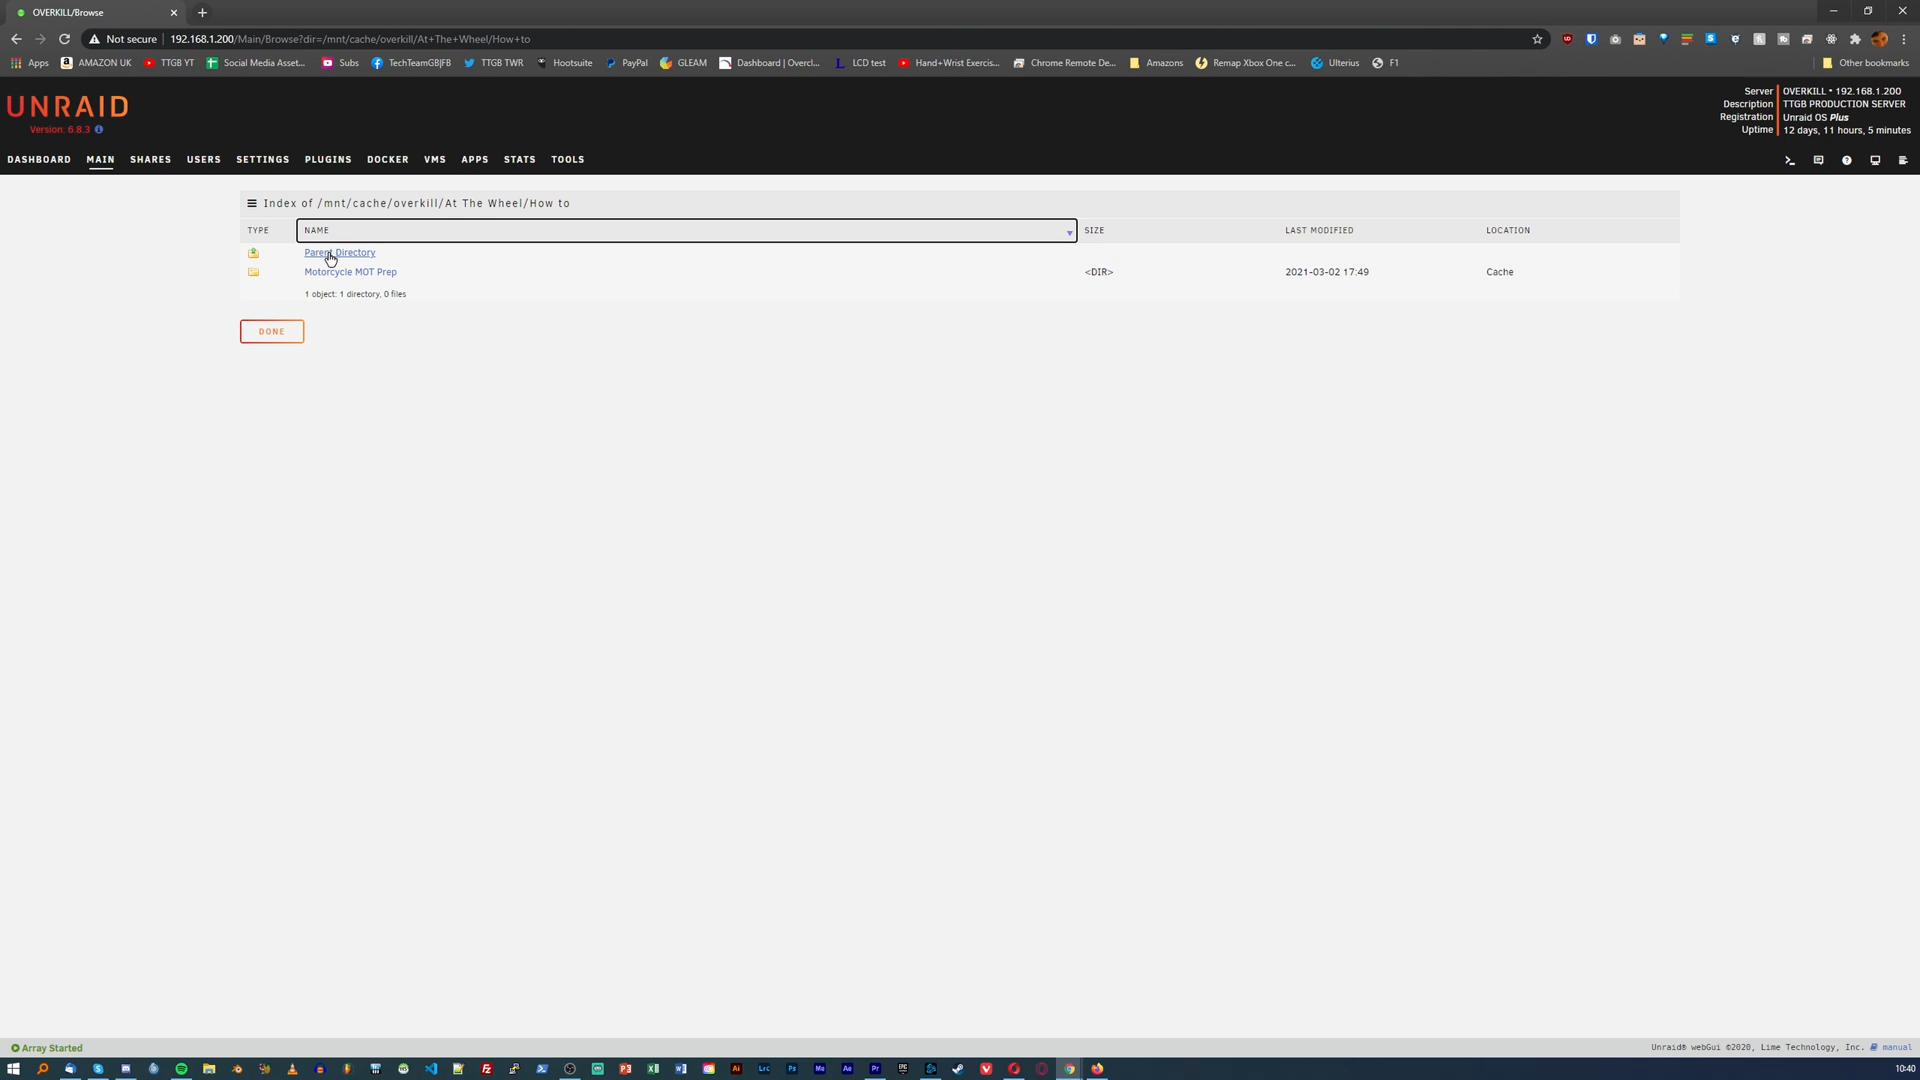 OVERKILL/Browse
Not secure 192.168.1.200/Main/Browse?dir=/mnt/cache/overkill/At+The+Wheel/How+to
Apps AMAZON UK TTGB YT Social Media Asset... Subs TechTeamGB|FB TTGB TWR Hootsuite PayPal GLEAM Dashboard | Overcl... LCD test Hand+Wrist Exercis... Chrome Remote De... Amazons Remap Xbox One c... Ulterius F1 Other bookmarks
UNRAID
Version: 6.8.3
Server OVERKILL • 192.168.1.200
Description TTGB PRODUCTION SERVER
Registration Unraid OS Plus
Uptime 12 days, 11 hours, 5 minutes
DASHBOARD MAIN SHARES USERS SETTINGS PLUGINS DOCKER VMS APPS STATS TOOLS
Index of /mnt/cache/overkill/At The Wheel/How to
TYPE NAME SIZE LAST MODIFIED LOCATION
Parent Directory
Motorcycle MOT Prep <DIR> 2021-03-02 17:49 Cache
1 object: 1 directory, 0 files
DONE
Array Started
Unraid® webGui ©2020, Lime Technology, Inc. manual
10:40